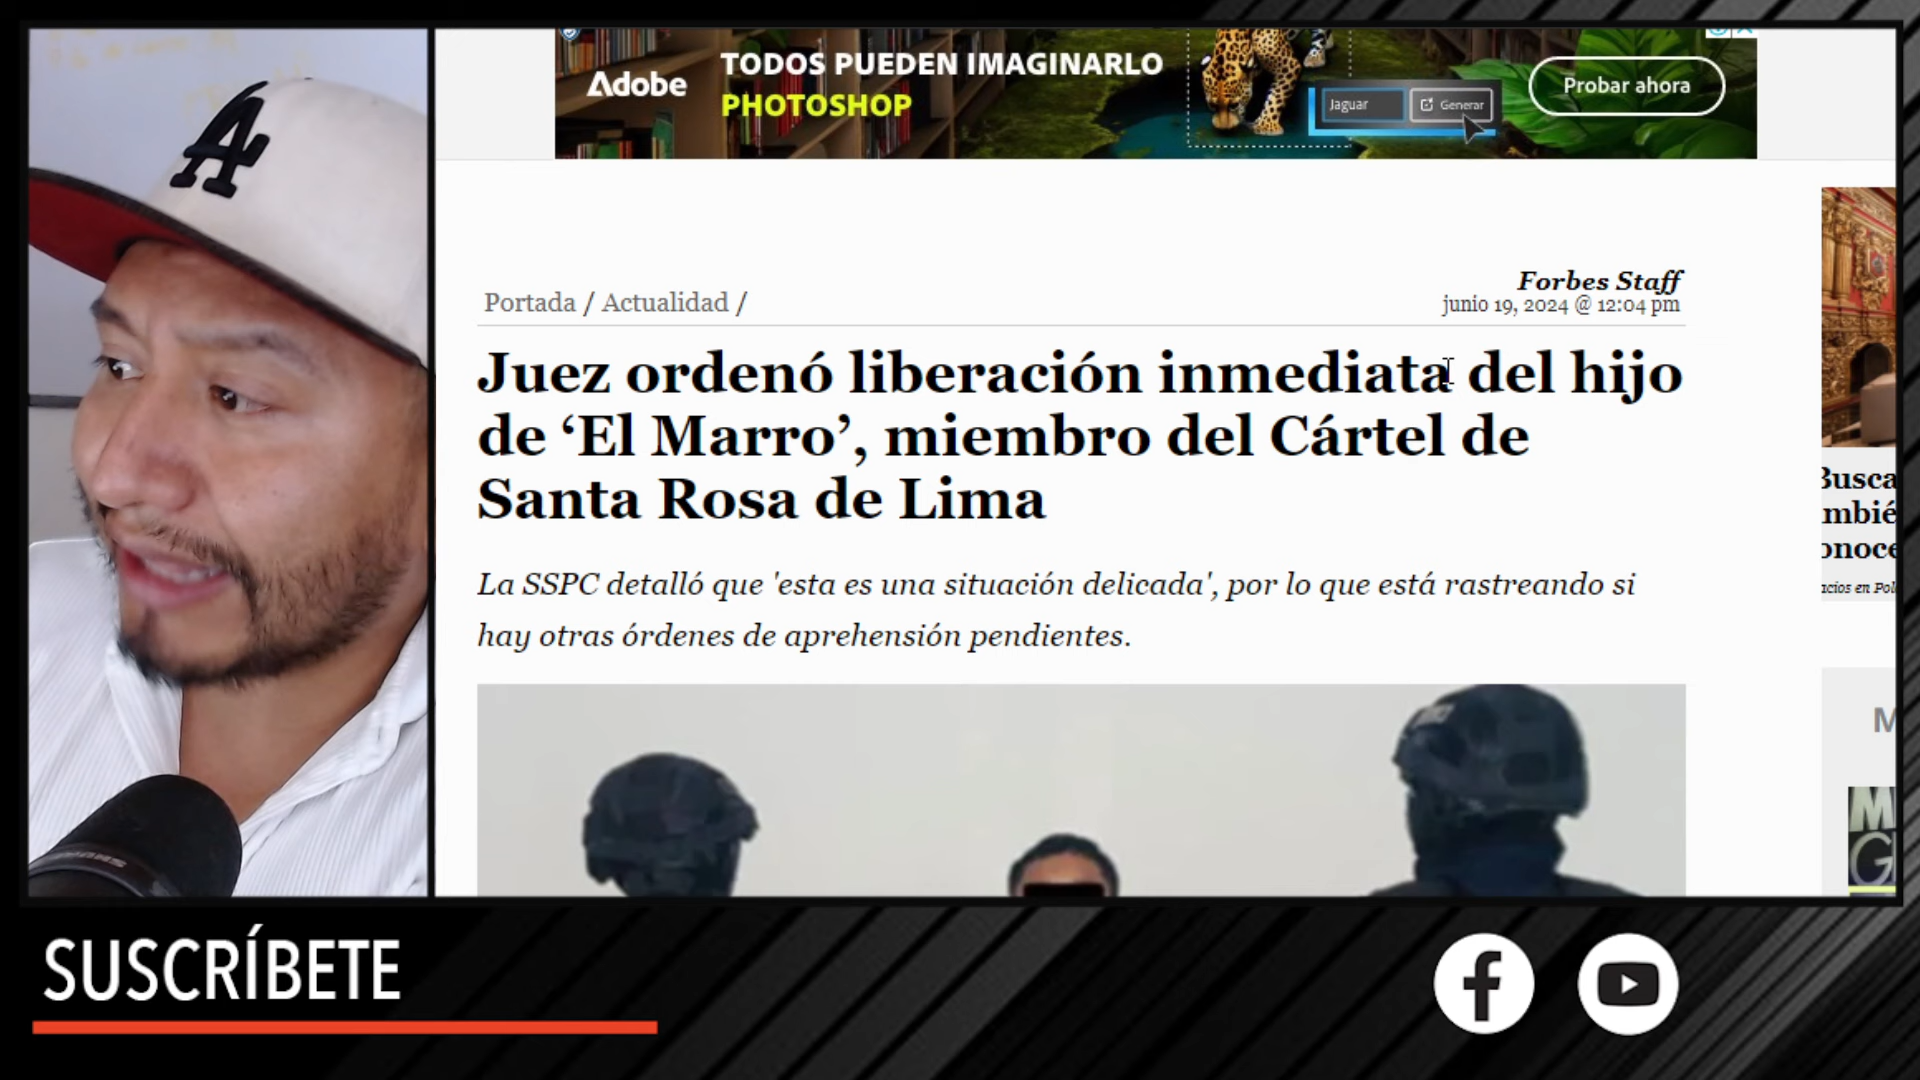 Adobe
TODOS PUEDEN IMAGINARLO
PHOTOSHOP
Jaguar
Generar
Probar ahora
Portada / Actualidad /
Forbes Staff
junio 19, 2024 @ 12:04 pm
Juez ordenó liberación inmediata del hijo
de ‘El Marro’, miembro del Cártel de
Santa Rosa de Lima
La SSPC detalló que 'esta es una situación delicada', por lo que está rastreando si
hay otras órdenes de aprehensión pendientes.
SUSCRÍBETE